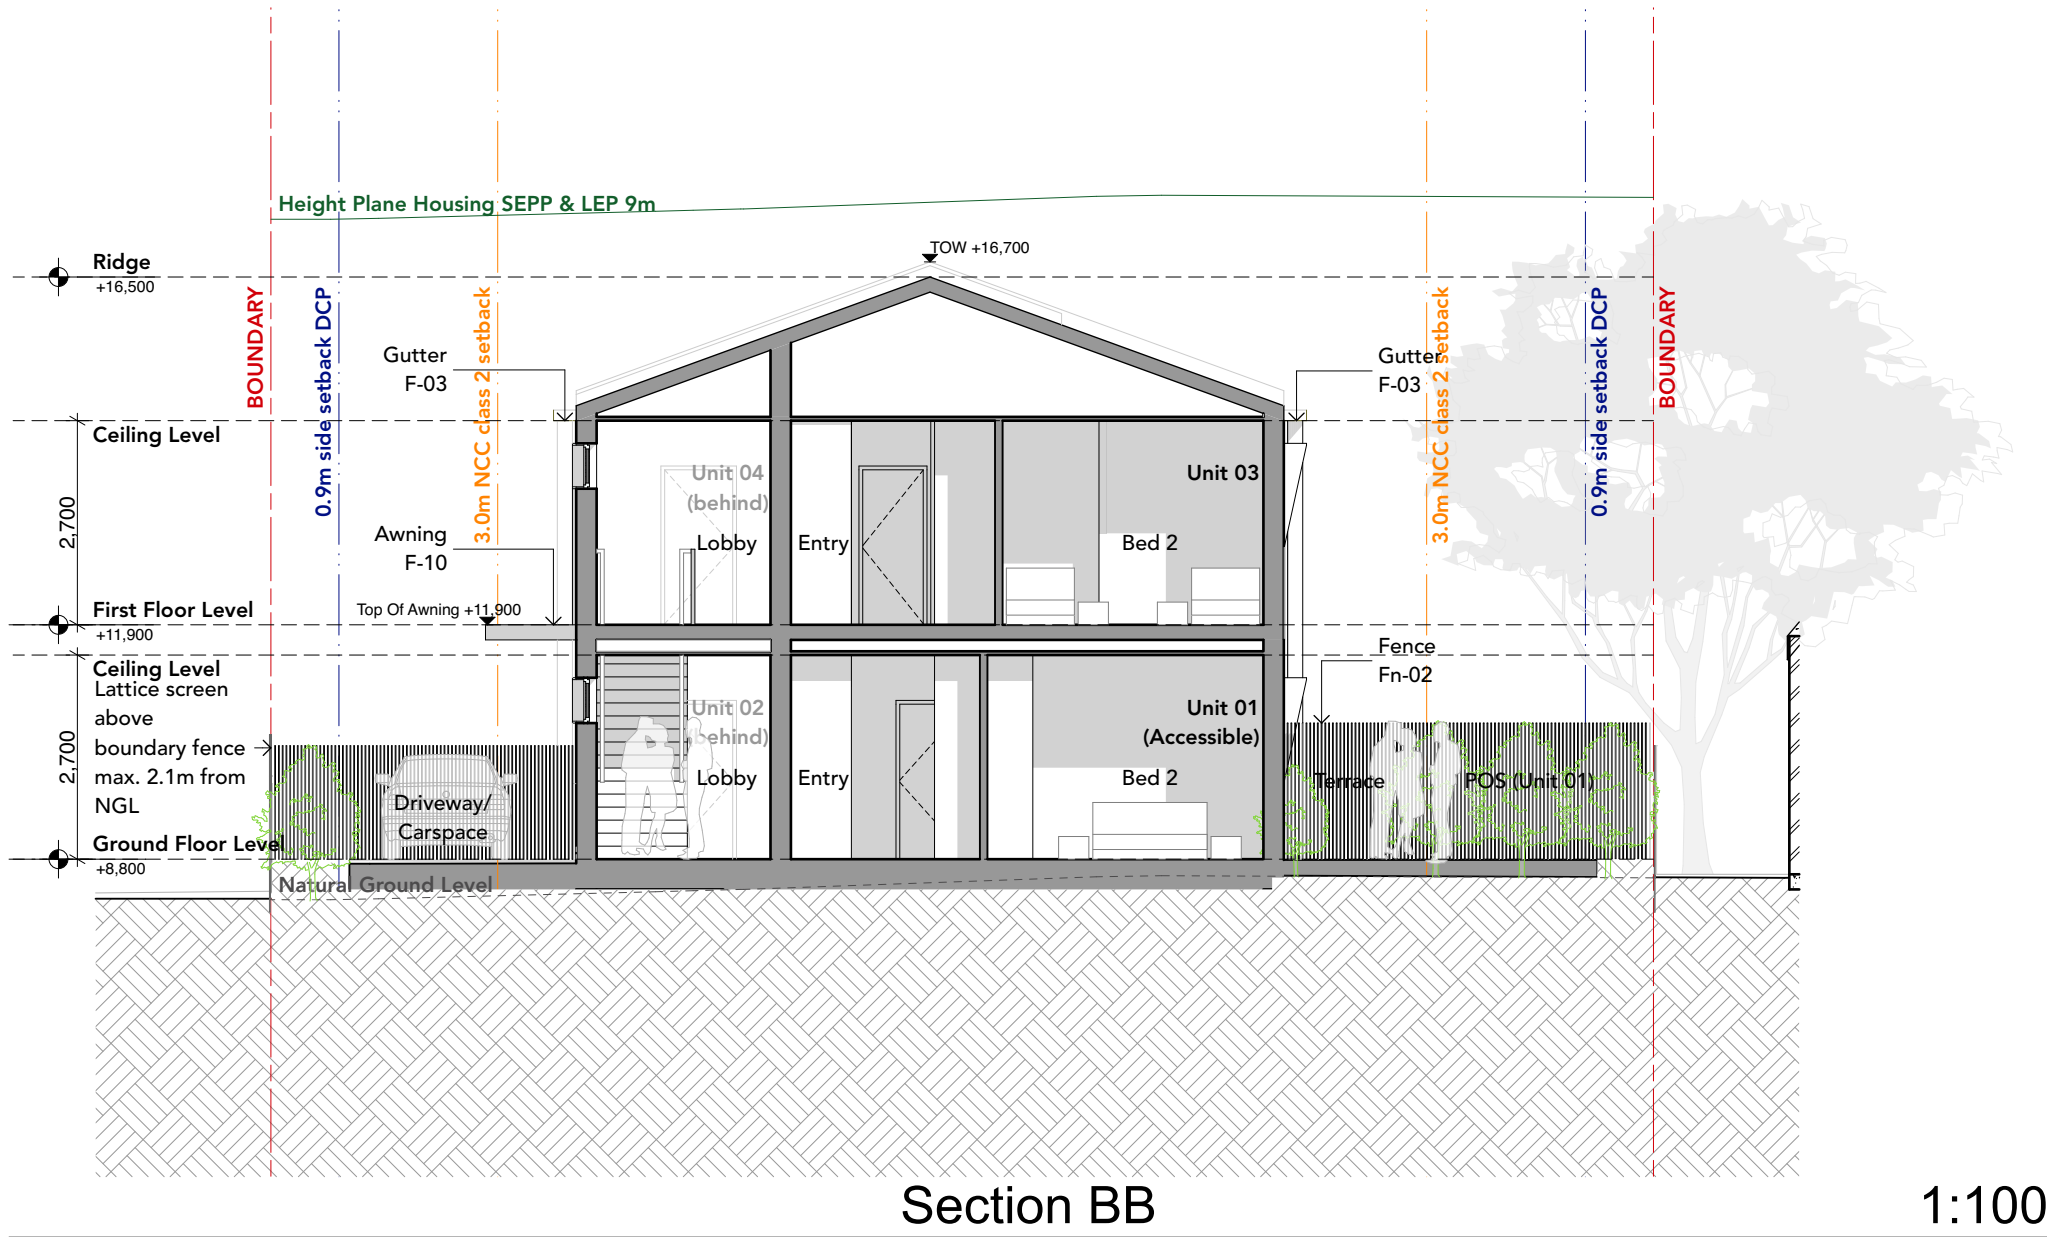 Height Plane Housing SEPP & LEP 9m
TOW +16,700
Ridge
+16,500
BOUNDARY
0.9m side setback DCP
3.0m NCC class 2 setback
3.0m NCC class 2 setback
0.9m side setback DCP
BOUNDARY
Gutter
F-03
Gutter
F-03
Ceiling Level
2,700
Unit 04
(behind)
Unit 03
Awning
F-10
Lobby
Entry
Bed 2
First Floor Level
+11,900
Top Of Awning +11,900
Fence
Fn-02
Ceiling Level
Lattice screen
above
boundary fence
max. 2.1m from
NGL
2,700
Unit 02
(behind)
Unit 01
(Accessible)
Lobby
Entry
Bed 2
Terrace
POS (Unit 01)
Driveway/
Carspace
Ground Floor Level
+8,800
Natural Ground Level
Section BB
1:100